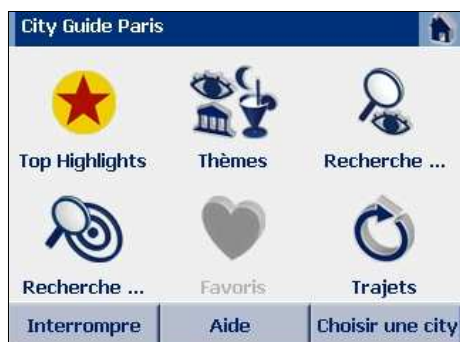 City Guide Paris
Top Highlights
Thèmes
Recherche ...
Recherche ...
Favoris
Trajets
Interrompre
Aide
Choisir une city